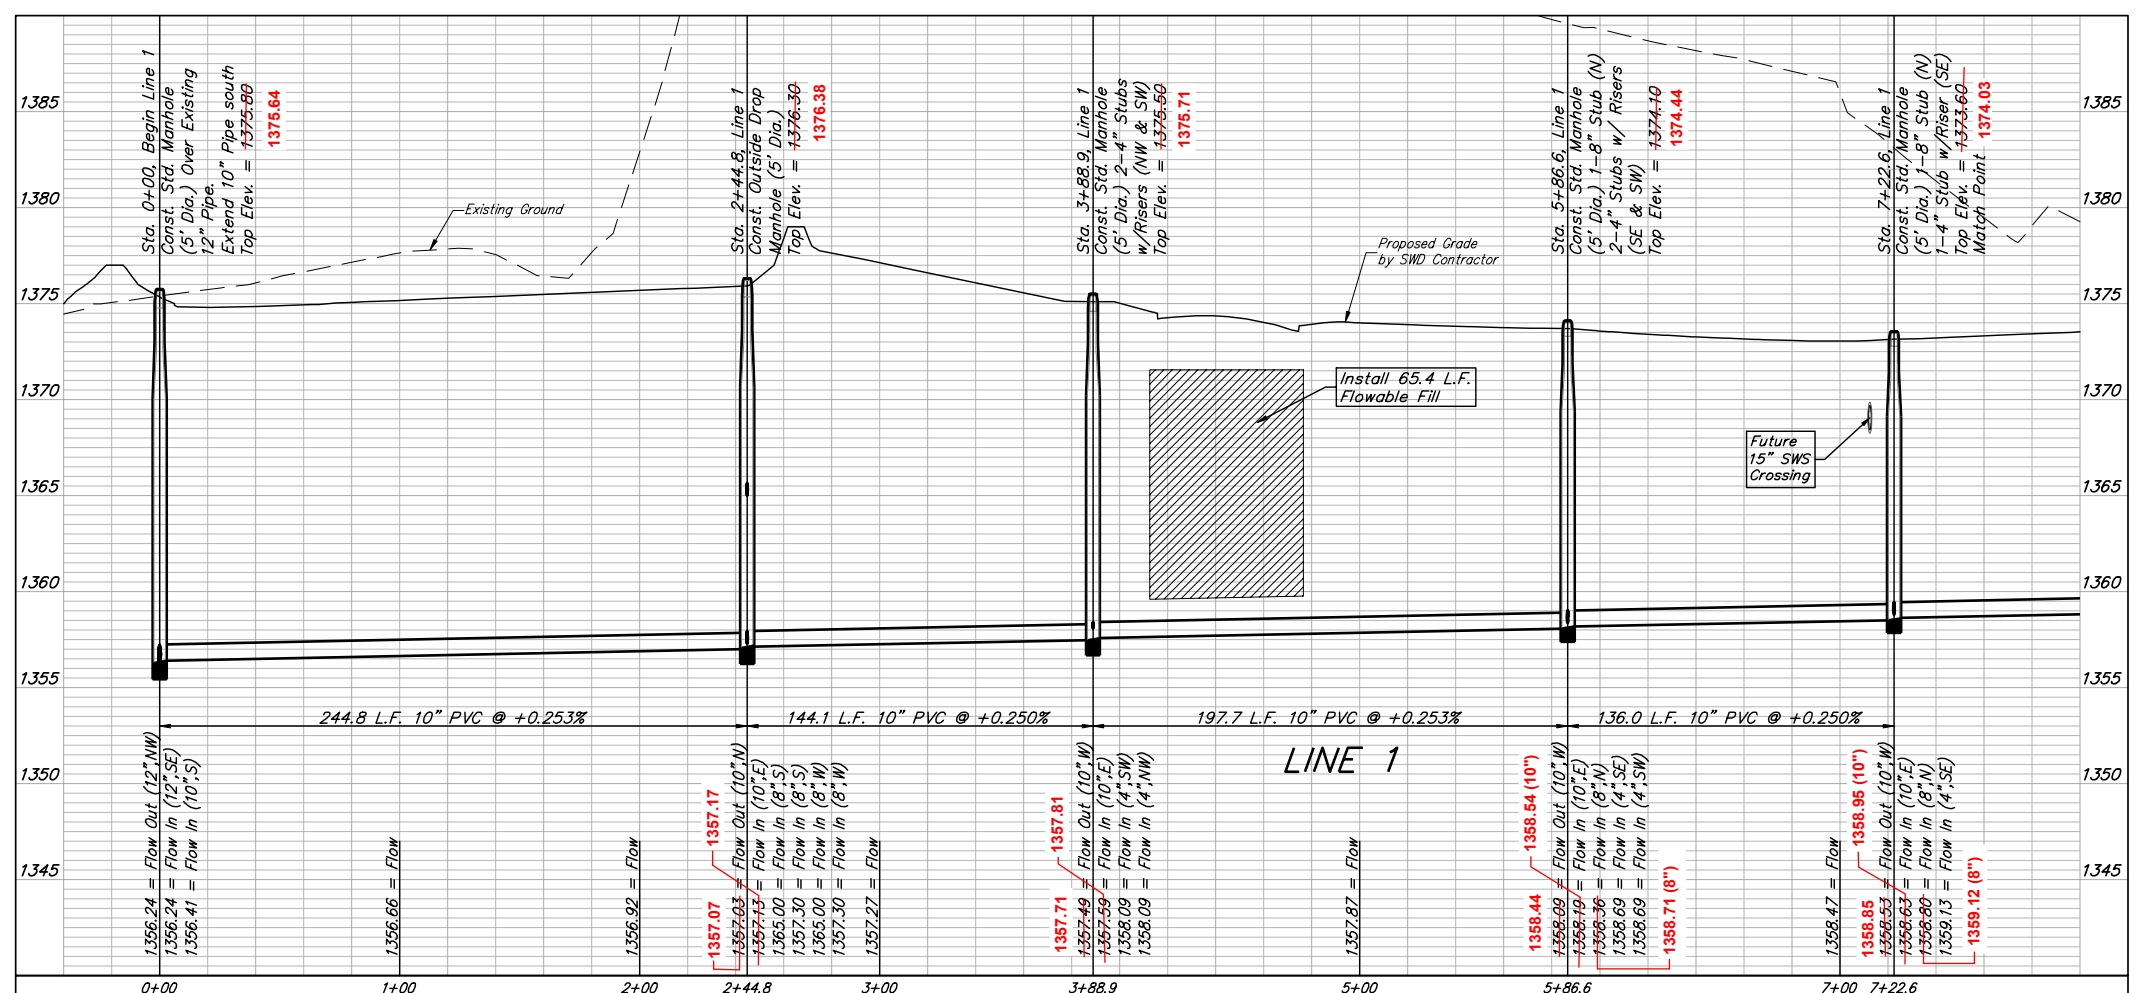 1385
1380
1375
1370
1365
1360
1355
1350
1345
Sta. 0+00, Begin Line 1
Const. Std. Manhole
(5' Dia.) Over Existing
12" Pipe.
Extend 10" Pipe south
Top Elev. = 1375.80
1375.64
Existing Ground
Sta. 2+44.8, Line 1
Const. Outside Drop
Manhole (5' Dia.)
Top Elev. = 1376.30
1376.38
Sta. 3+88.9, Line 1
Const. Std. Manhole
(5' Dia.) 2-4" Stubs
w/Risers (NW & SW)
Top Elev. = 1375.50
1375.71
Proposed Grade
by SWD Contractor
Install 65.4 L.F.
Flowable Fill
Sta. 5+86.6, Line 1
Const. Std. Manhole
(5' Dia.) 1-8" Stub (N)
2-4" Stubs w/ Risers
(SE & SW)
Top Elev. = 1374.10
1374.44
Sta. 7+22.6, Line 1
Const. Std. Manhole
(5' Dia.) 1-8" Stub (N)
1-4" Stub w/Riser (SE)
Top Elev. = 1373.60
Match Point
1374.03
Future
15" SWS
Crossing
1385
1380
1375
1370
1365
1360
1355
1350
1345
244.8 L.F. 10" PVC @ +0.253%
144.1 L.F. 10" PVC @ +0.250%
197.7 L.F. 10" PVC @ +0.253%
136.0 L.F. 10" PVC @ +0.250%
LINE 1
1356.24 = Flow Out (12",NW)
1356.24 = Flow In (12",SE)
1356.41 = Flow In (10",S)
1356.66 = Flow
1356.92 = Flow
1357.07
1357.17
1357.03 = Flow Out (10",N)
1357.13 = Flow In (10",E)
1365.00 = Flow In (8",S)
1357.30 = Flow In (8",S)
1365.00 = Flow In (8",W)
1357.30 = Flow In (8",W)
1357.27 = Flow
1357.71
1357.81
1357.49 = Flow Out (10",W)
1357.59 = Flow In (10",E)
1358.09 = Flow In (4",SW)
1358.09 = Flow In (4",NW)
1357.87 = Flow
1358.44
1358.54 (10")
1358.09 = Flow Out (10",W)
1358.19 = Flow In (10",E)
1358.36 = Flow In (8",N)
1358.69 = Flow In (4",SE)
1358.69 = Flow In (4",SW)
1358.71 (8")
1358.47 = Flow
1358.85
1358.95 (10")
1358.53 = Flow Out (10",W)
1358.63 = Flow In (10",E)
1358.80 = Flow In (8",N)
1359.13 = Flow In (4",SE)
1359.12 (8")
0+00
1+00
2+00
2+44.8
3+00
3+88.9
5+00
5+86.6
7+00
7+22.6